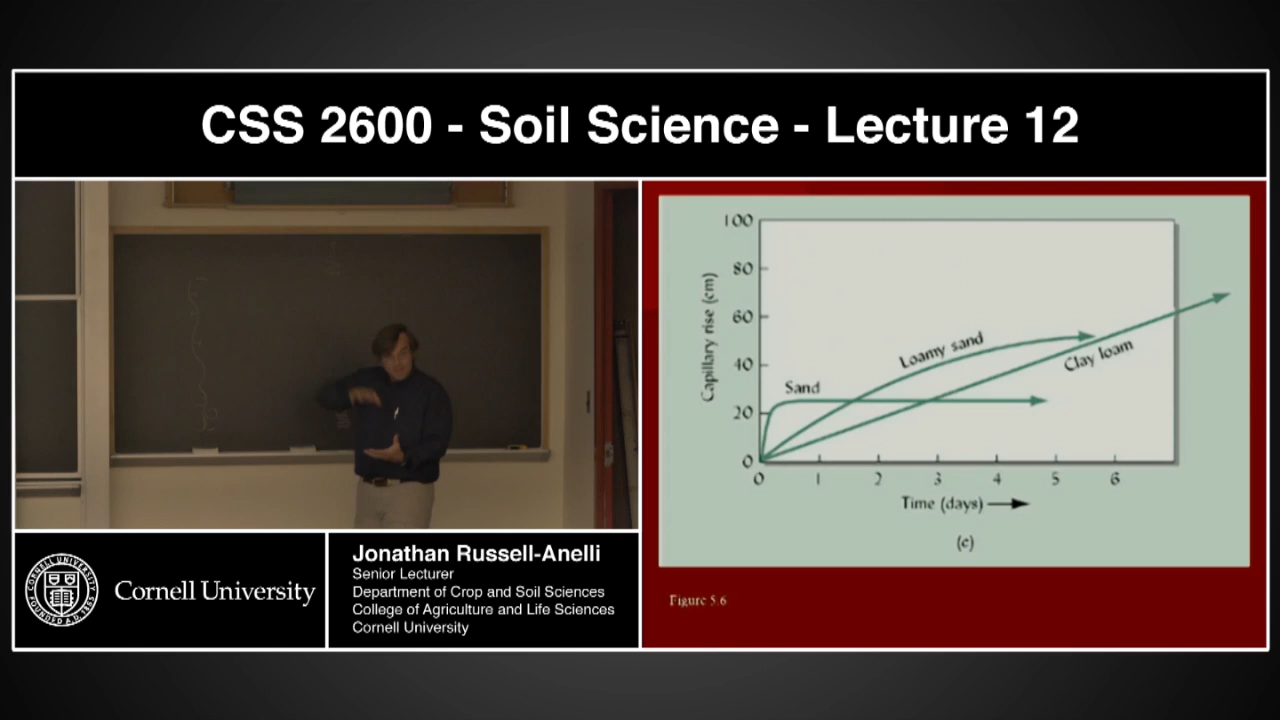 CSS 2600 - Soil Science - Lecture 12
Cornell University
Jonathan Russell-Anelli
Senior Lecturer
Department of Crop and Soil Sciences
College of Agriculture and Life Sciences
Cornell University
Capillary rise (cm)
100
80
60
40
20
0
Sand
Loamy sand
Clay loam
0 1 2 3 4 5 6
Time (days)
(c)
Figure 5.6